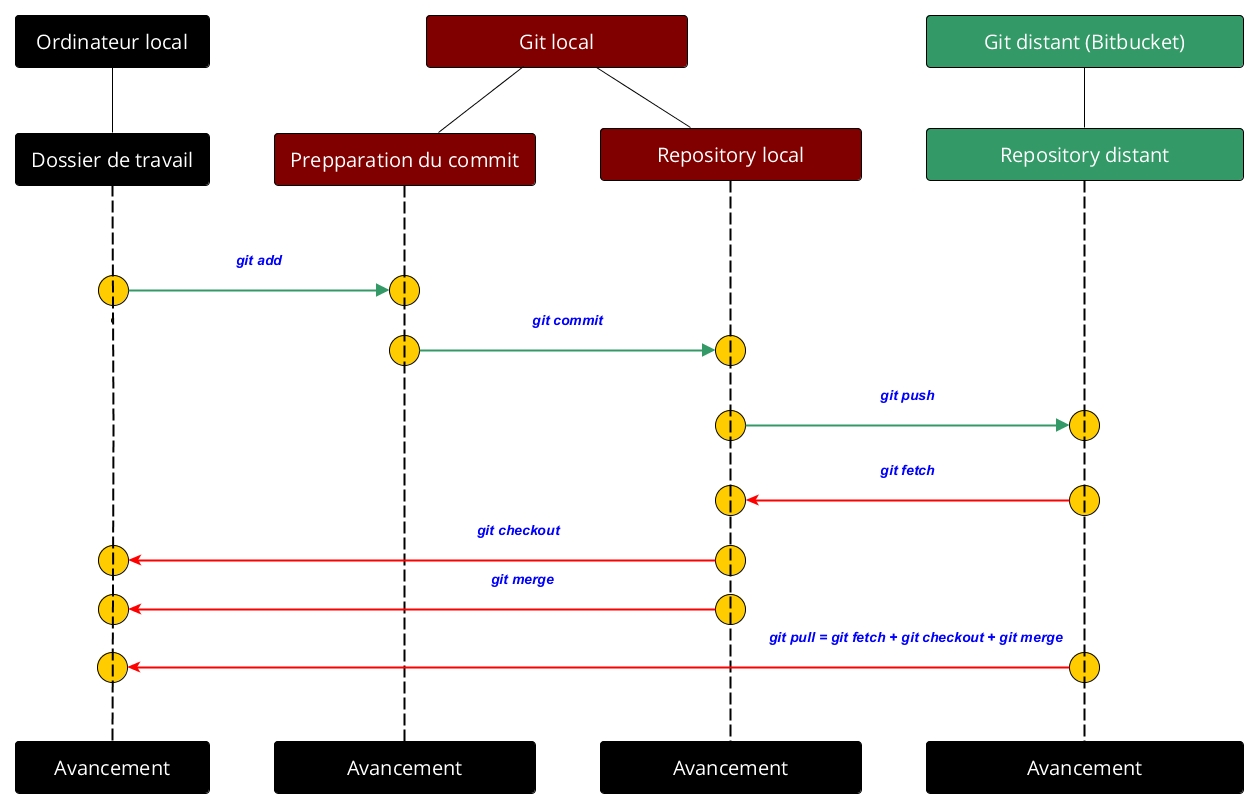 Ordinateur local
Git local
Git distant (Bitbucket)
Dossier de travail
Prepparation du commit
Repository local
Repository distant
git add
git commit
git push
git fetch
git checkout
git merge
git pull = git fetch + git checkout + git merge
Avancement
Avancement
Avancement
Avancement